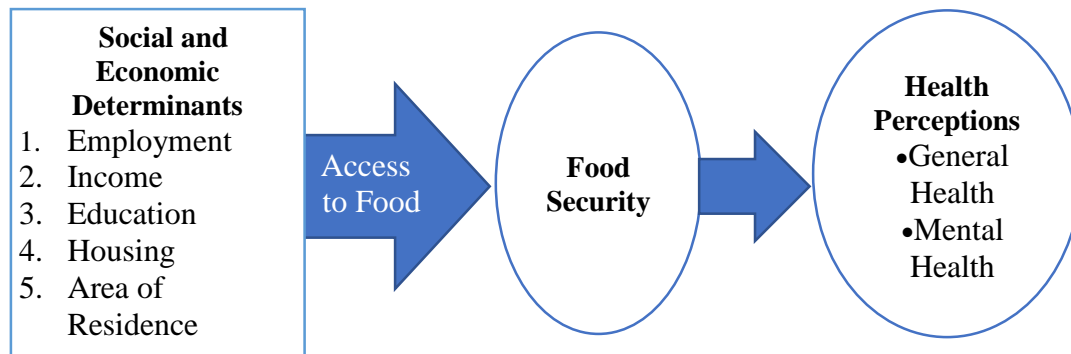 Social and
Economic
Determinants
1. Employment
2. Income
3. Education
4. Housing
5. Area of
Residence
Access
to Food
Food
Security
Health
Perceptions
•General
Health
•Mental
Health